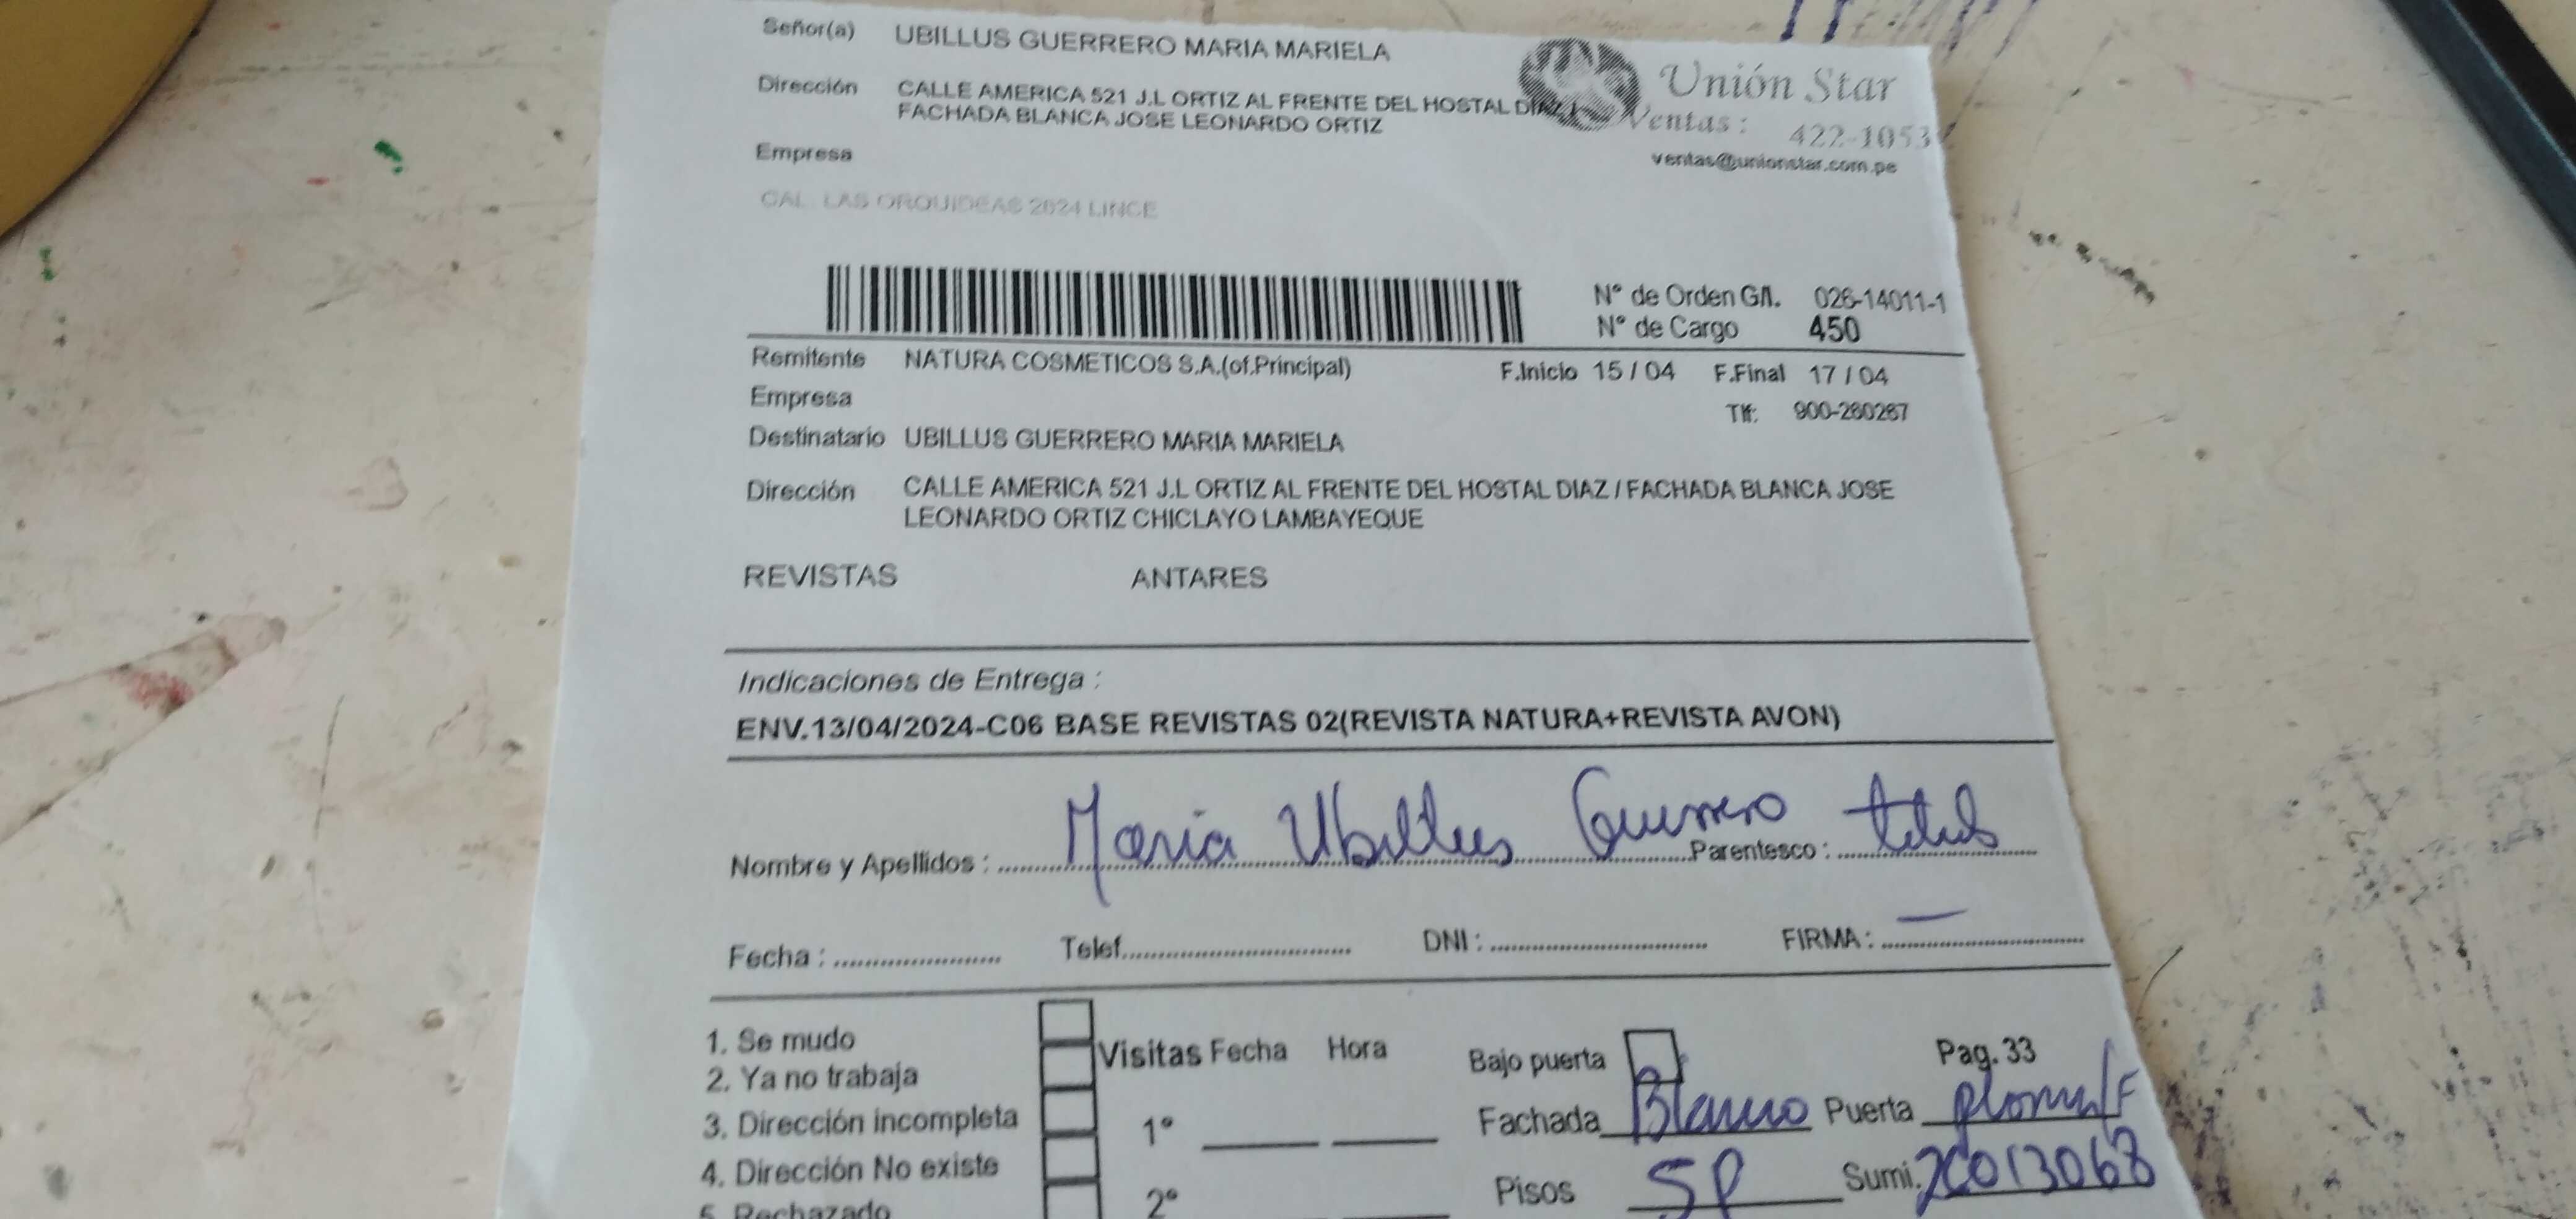 Señor(a) UBILLUS GUERRERO MARIA MARIELA
Unión Star
Dirección CALLE AMERICA 521 J.L ORTIZ AL FRENTE DEL HOSTAL DIAZ /
FACHADA BLANCA JOSE LEONARDO ORTIZ
Ventas: 422-1053
Empresa
ventas@unionstar.com.pe
CAL. LAS ORQUIDEAS 2624 LINCE
N° de Orden G/I. 026-14011-1
N° de Cargo 450
Remitente NATURA COSMETICOS S.A.(of.Principal) F.Inicio 15 / 04 F.Final 17 / 04
Empresa
Tlf: 900-260267
Destinatario UBILLUS GUERRERO MARIA MARIELA
Dirección CALLE AMERICA 521 J.L ORTIZ AL FRENTE DEL HOSTAL DIAZ / FACHADA BLANCA JOSE
LEONARDO ORTIZ CHICLAYO LAMBAYEQUE
REVISTAS ANTARES
Indicaciones de Entrega :
ENV.13/04/2024-C06 BASE REVISTAS 02(REVISTA NATURA+REVISTA AVON)
Nombre y Apellidos : Maria Ubillus Guerrero Parentesco :
Fecha : Telef. DNI : FIRMA :
1. Se mudo
2. Ya no trabaja
3. Dirección incompleta
4. Dirección No existe
5. Rechazado
Visitas Fecha Hora
1°
2°
Bajo puerta Pag. 33
Fachada Blanco Puerta
Pisos 5P Sumi.